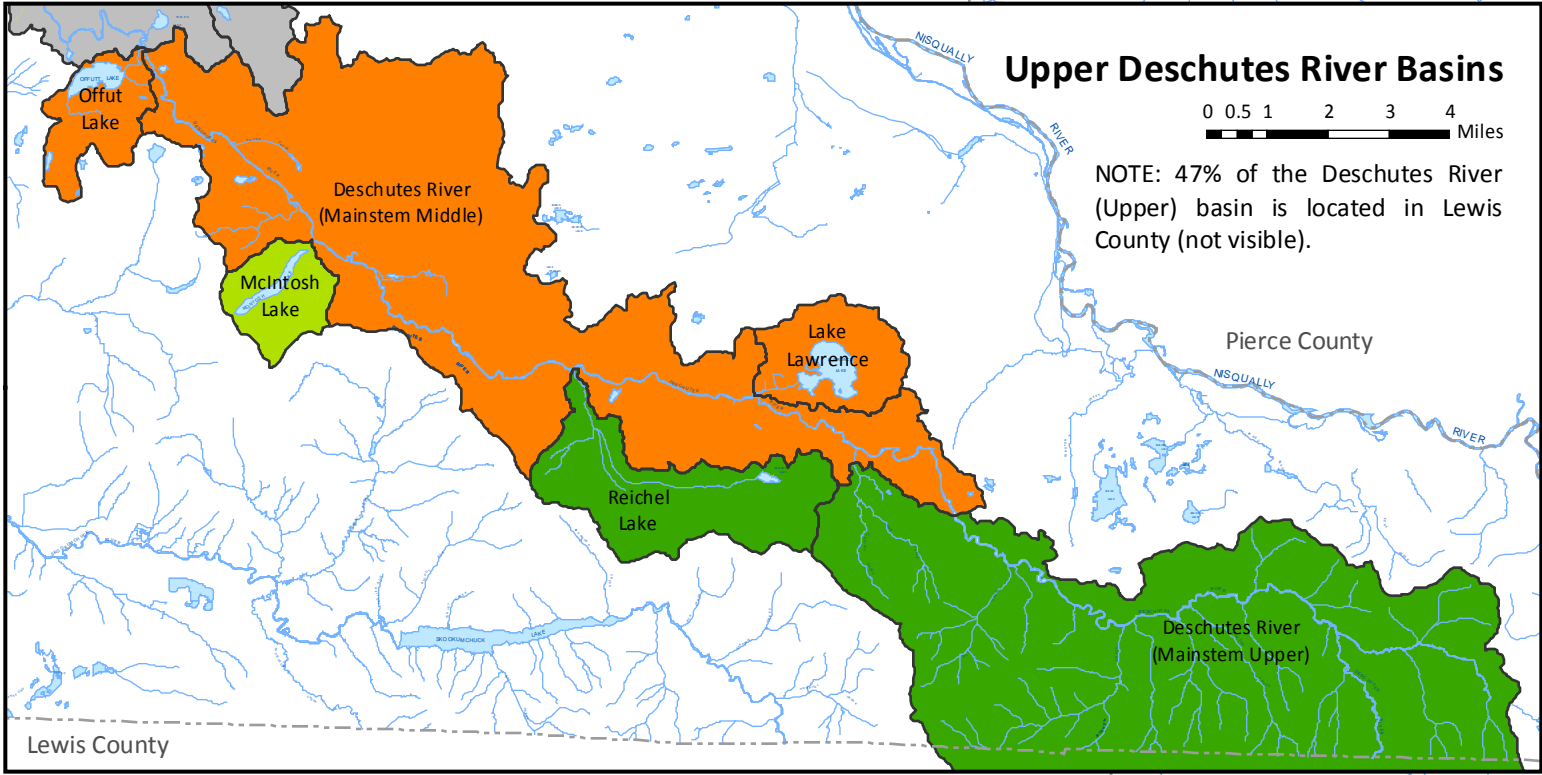 Upper Deschutes River Basins
0 0.5 1 2 3 4
Miles
NOTE: 47% of the Deschutes River
(Upper) basin is located in Lewis
County (not visible).
NISQUALLY
RIVER
OFFUTT LAKE
Offut
Lake
Deschutes River
(Mainstem Middle)
McIntosh
Lake
Lake
Lawrence
Pierce County
NISQUALLY
RIVER
Reichel
Lake
SKOOKUMCHUCK LAKE
Deschutes River
(Mainstem Upper)
Lewis County